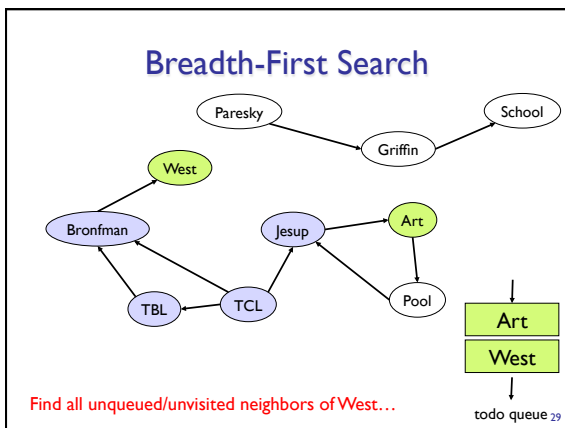 Breadth-First Search
Paresky
School
Griffin
West
Bronfman
Jesup
Art
TBL
TCL
Pool
Art
West
Find all unqueued/unvisited neighbors of West…
todo queue 29